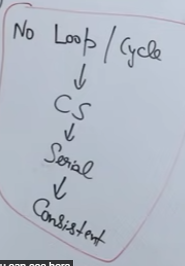 No Loop / Cycle
↓
CS
↓
Serial
↓
Consistent